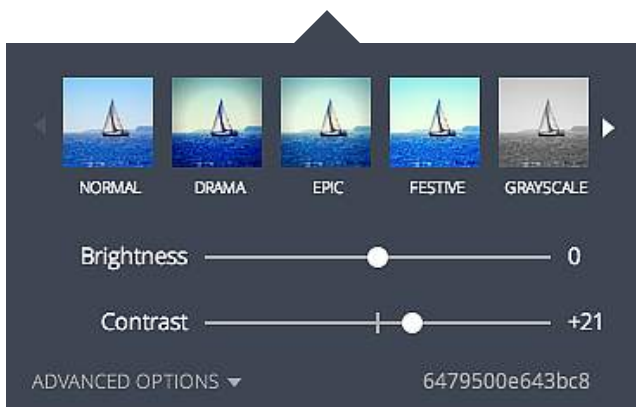 NORMAL DRAMA EPIC FESTIVE GRAYSCALE
Brightness 0
Contrast +21
ADVANCED OPTIONS 6479500e643bc8